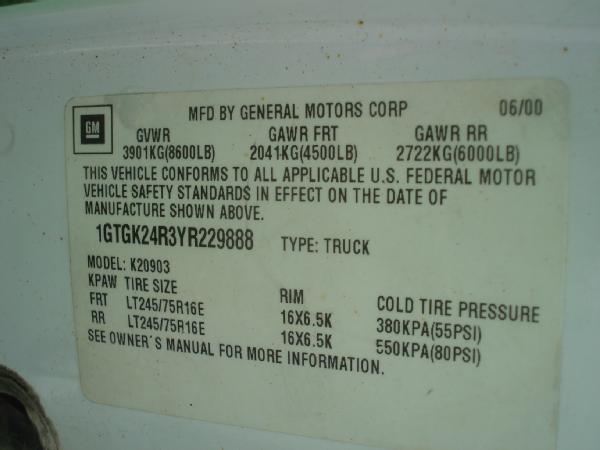 GM
MFD BY GENERAL MOTORS CORP 06/00
GVWR GAWR FRT GAWR RR
3901KG(8600LB) 2041KG(4500LB) 2722KG(6000LB)
THIS VEHICLE CONFORMS TO ALL APPLICABLE U.S. FEDERAL MOTOR
VEHICLE SAFETY STANDARDS IN EFFECT ON THE DATE OF
MANUFACTURE SHOWN ABOVE.
1GTGK24R3YR229888 TYPE: TRUCK
MODEL: K20903
KPAW TIRE SIZE RIM COLD TIRE PRESSURE
FRT LT245/75R16E 16X6.5K 380KPA(55PSI)
RR LT245/75R16E 16X6.5K 550KPA(80PSI)
SEE OWNER'S MANUAL FOR MORE INFORMATION.